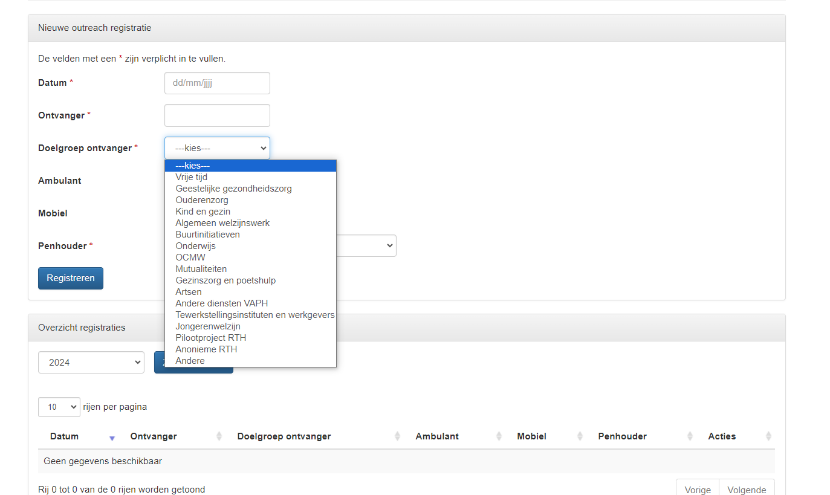 Nieuwe outreach registratie
De velden met een * zijn verplicht in te vullen.
Datum * dd/mm/jjjj
Ontvanger *
Doelgroep ontvanger * ---kies---
---kies---
Vrije tijd
Geestelijke gezondheidszorg
Ouderenzorg
Kind en gezin
Algemeen welzijnswerk
Buurtinitiatieven
Onderwijs
OCMW
Mutualiteiten
Gezinszorg en poetshulp
Artsen
Andere diensten VAPH
Tewerkstellingsinstituten en werkgevers
Jongerenwelzijn
Pilootproject RTH
Anonieme RTH
Andere
Ambulant
Mobiel
Penhouder *
Registreren
Overzicht registraties
2024
10 rijen per pagina
Datum Ontvanger Doelgroep ontvanger Ambulant Mobiel Penhouder Acties
Geen gegevens beschikbaar
Rij 0 tot 0 van de 0 rijen worden getoond
Vorige Volgende